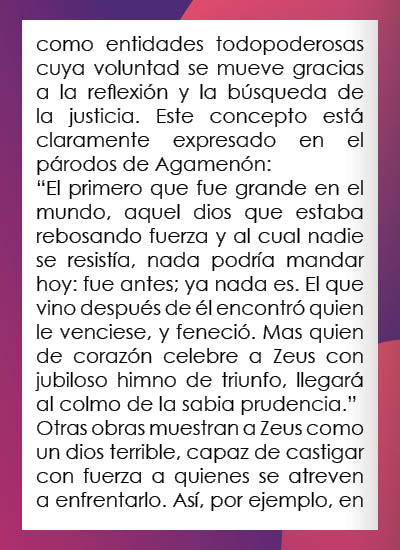 como entidades todopoderosas
cuya voluntad se mueve gracias
a la reflexión y la búsqueda de
la justicia. Este concepto está
claramente expresado en el
párodos de Agamenón:
“El primero que fue grande en el
mundo, aquel dios que estaba
rebosando fuerza y al cual nadie
se resistía, nada podría mandar
hoy: fue antes; ya nada es. El que
vino después de él encontró quien
le venciese, y feneció. Mas quien
de corazón celebre a Zeus con
jubiloso himno de triunfo, llegará
al colmo de la sabia prudencia.”
Otras obras muestran a Zeus como
un dios terrible, capaz de castigar
con fuerza a quienes se atreven
a enfrentarlo. Así, por ejemplo, en